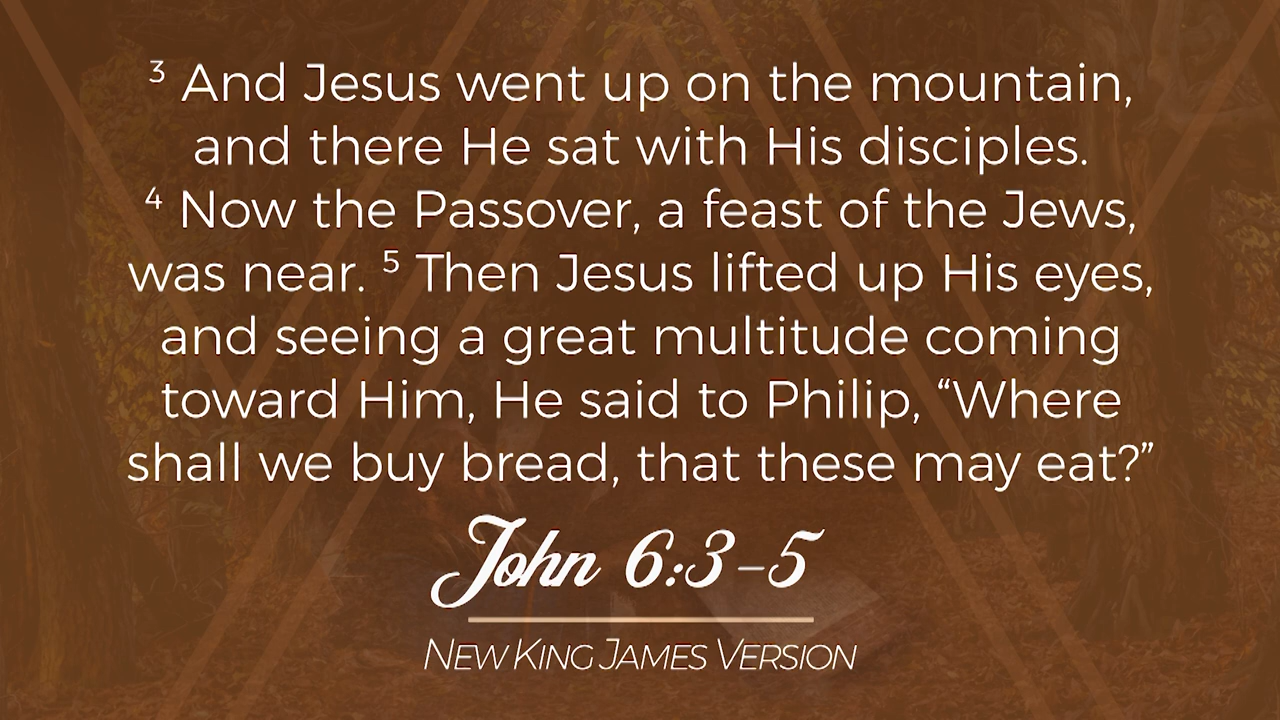 ³ And Jesus went up on the mountain,
and there He sat with His disciples.
⁴ Now the Passover, a feast of the Jews,
was near. ⁵ Then Jesus lifted up His eyes,
and seeing a great multitude coming
toward Him, He said to Philip, “Where
shall we buy bread, that these may eat?”
John 6:3–5
New King James Version